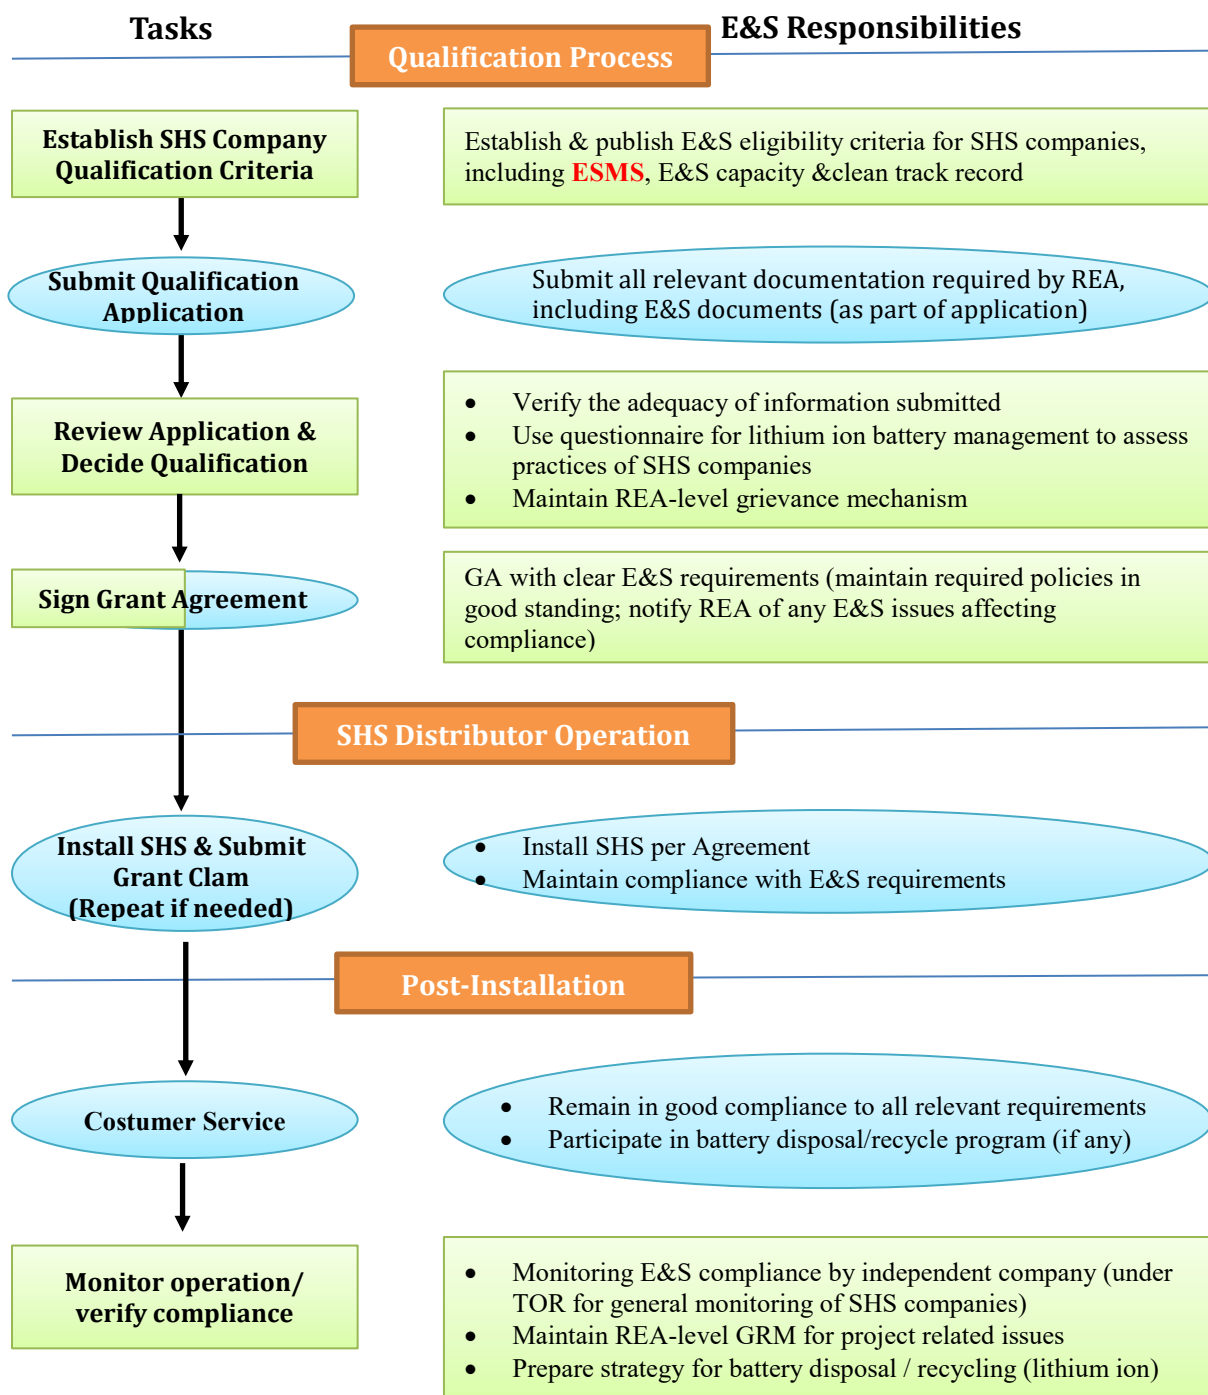 Tasks
E&S Responsibilities
Qualification Process
Establish SHS Company
Qualification Criteria
Establish & publish E&S eligibility criteria for SHS companies,
including ESMS, E&S capacity &clean track record
Submit Qualification
Application
Submit all relevant documentation required by REA,
including E&S documents (as part of application)
Review Application &
Decide Qualification
• Verify the adequacy of information submitted
• Use questionnaire for lithium ion battery management to assess
practices of SHS companies
• Maintain REA-level grievance mechanism
Sign Grant Agreement
GA with clear E&S requirements (maintain required policies in
good standing; notify REA of any E&S issues affecting
compliance)
SHS Distributor Operation
Install SHS & Submit
Grant Clam
(Repeat if needed)
• Install SHS per Agreement
• Maintain compliance with E&S requirements
Post-Installation
Costumer Service
• Remain in good compliance to all relevant requirements
• Participate in battery disposal/recycle program (if any)
Monitor operation/
verify compliance
• Monitoring E&S compliance by independent company (under
TOR for general monitoring of SHS companies)
• Maintain REA-level GRM for project related issues
• Prepare strategy for battery disposal / recycling (lithium ion)